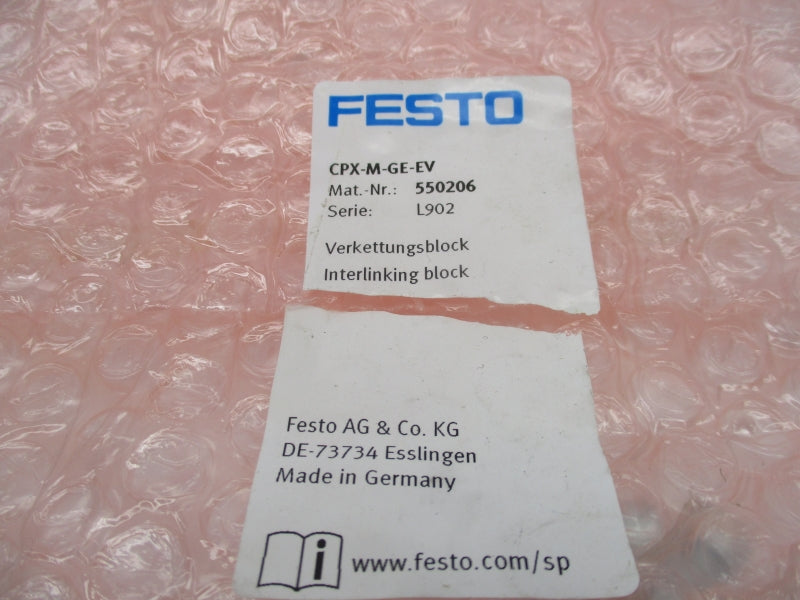 FESTO
CPX-M-GE-EV
Mat.-Nr.: 550206
Serie: L902
Verkettungsblock
Interlinking block
Festo AG & Co. KG
DE-73734 Esslingen
Made in Germany
i www.festo.com/sp